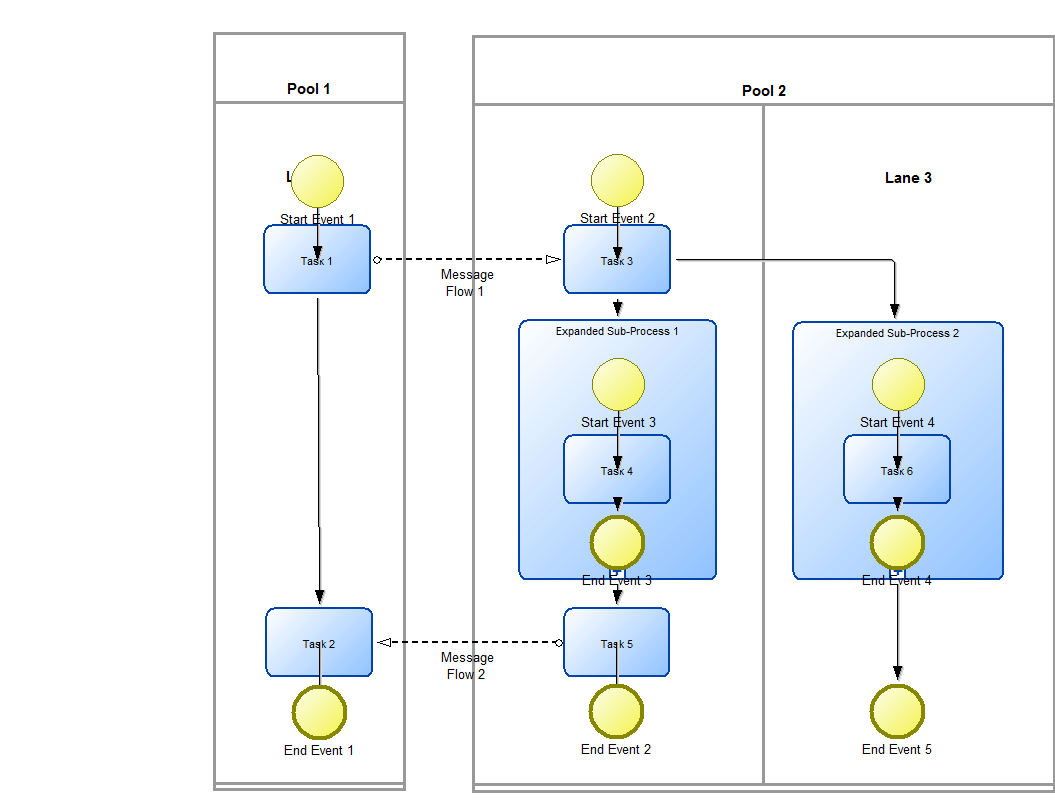 Pool 1
Pool 2
L
Lane 3
Start Event 1
Start Event 2
Task 1
Task 3
Message
Flow 1
Expanded Sub-Process 1
Expanded Sub-Process 2
Start Event 3
Start Event 4
Task 4
Task 6
End Event 3
End Event 4
Task 2
Task 5
Message
Flow 2
End Event 1
End Event 2
End Event 5